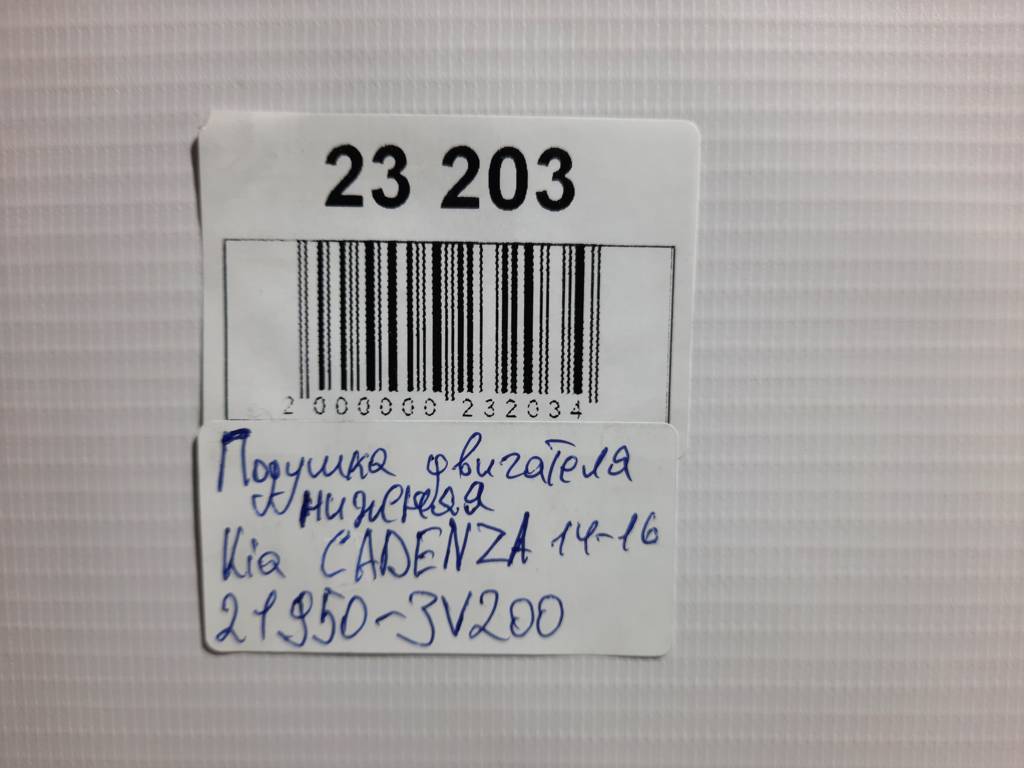 23 203
2 000000 232034
Подушка двигателя
нижняя
Kia CADENZA 14-16
21950-3V200